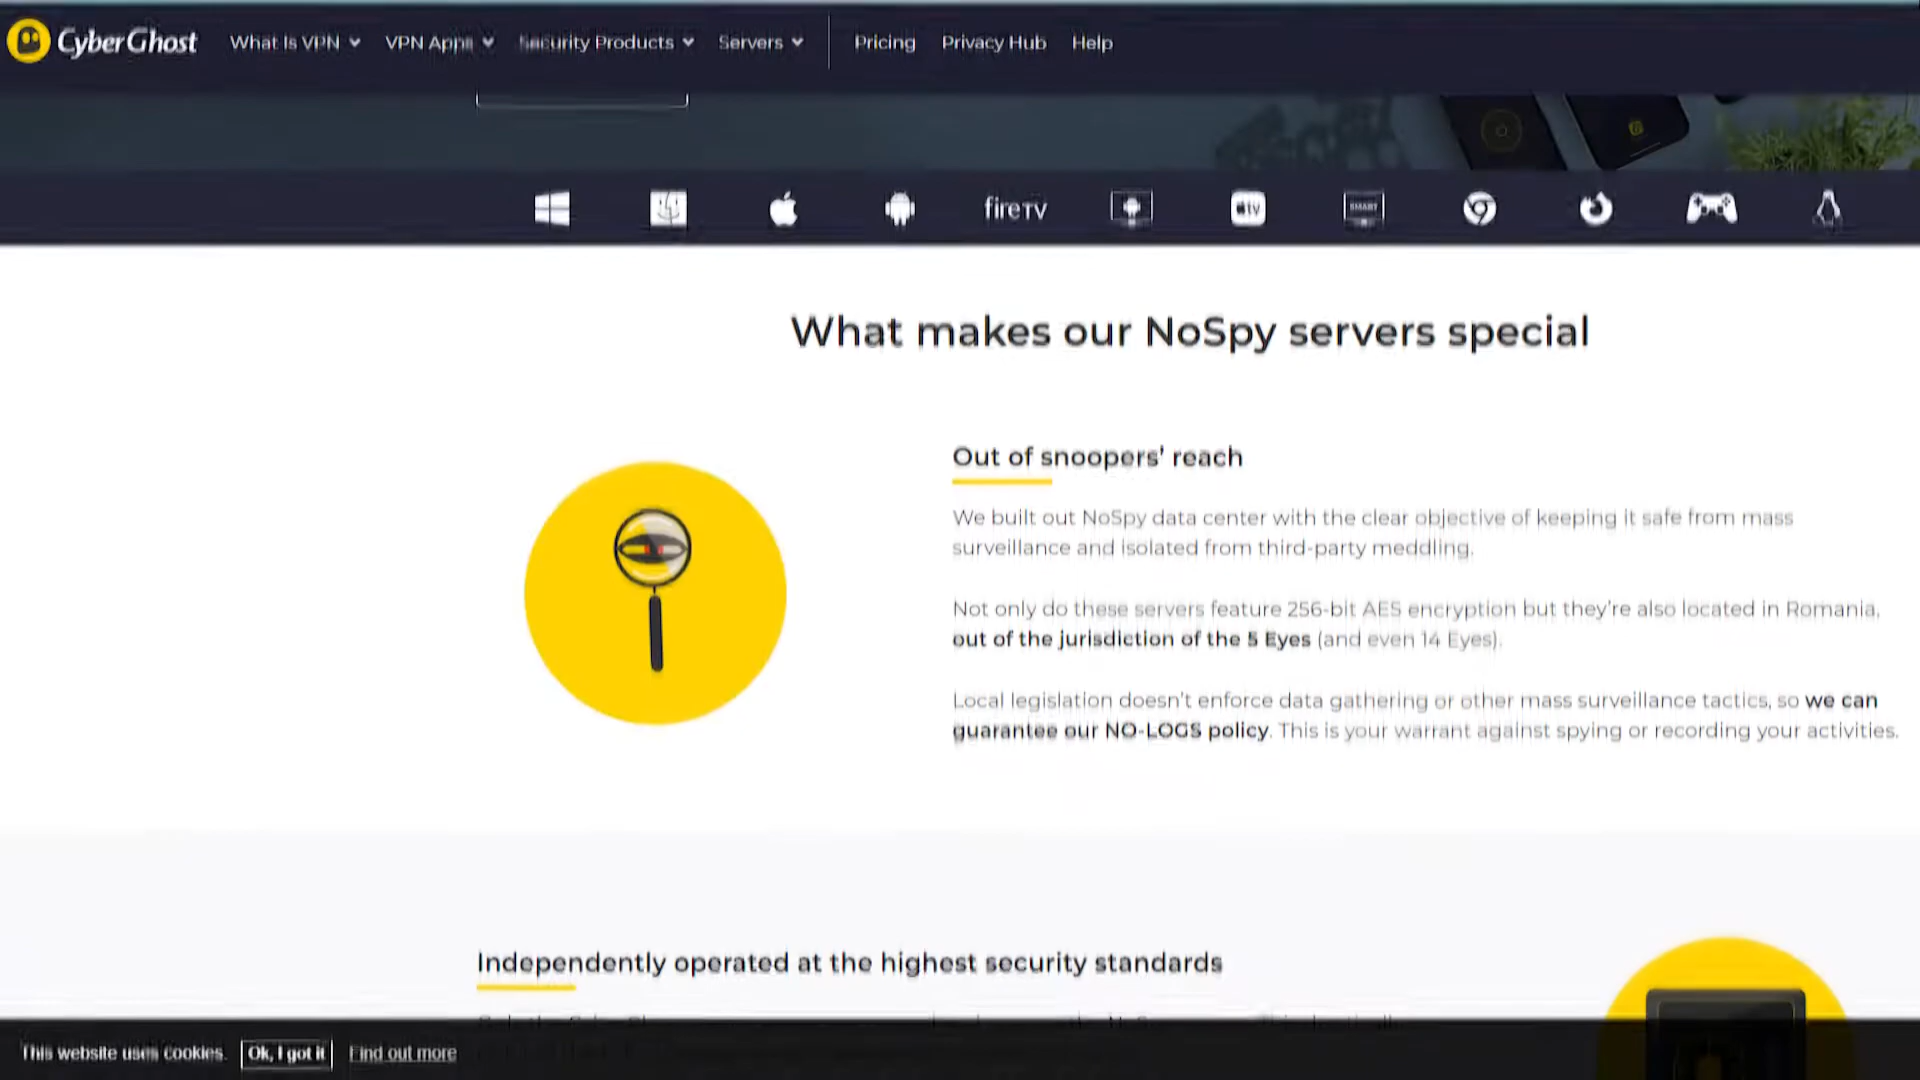 CyberGhost What Is VPN VPN Apps Security Products Servers Pricing Privacy Hub Help
fireTV tv SMART
What makes our NoSpy servers special
Out of snoopers' reach
We built out NoSpy data center with the clear objective of keeping it safe from mass
surveillance and isolated from third-party meddling.
Not only do these servers feature 256-bit AES encryption but they're also located in Romania,
out of the jurisdiction of the 5 Eyes (and even 14 Eyes).
Local legislation doesn't enforce data gathering or other mass surveillance tactics, so we can
guarantee our NO-LOGS policy. This is your warrant against spying or recording your activities.
Independently operated at the highest security standards
This website uses cookies. Ok, I got it Find out more